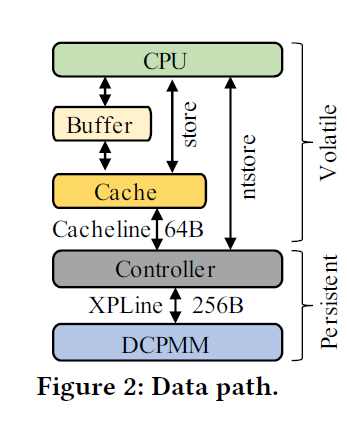 CPU
Buffer
store
ntstore
Cache
Cacheline 64B
Controller
XPLine 256B
DCPMM
Volatile
Persistent
Figure 2: Data path.